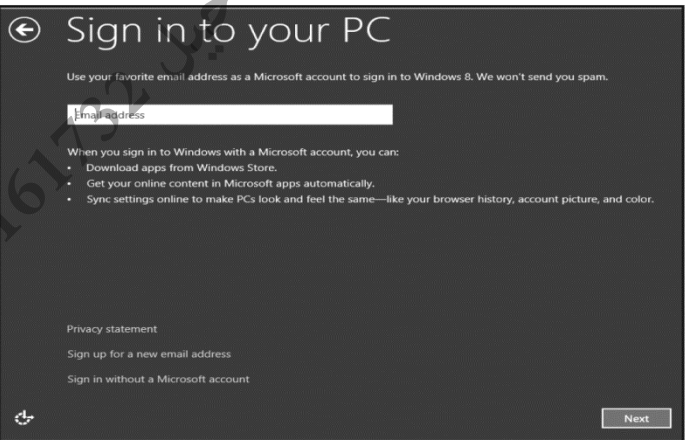 Sign in to your PC
Use your favorite email address as a Microsoft account to sign in to Windows 8. We won't send you spam.
Email address
When you sign in to Windows with a Microsoft account, you can:
• Download apps from Windows Store.
• Get your online content in Microsoft apps automatically.
• Sync settings online to make PCs look and feel the same—like your browser history, account picture, and color.
Privacy statement
Sign up for a new email address
Sign in without a Microsoft account
Next